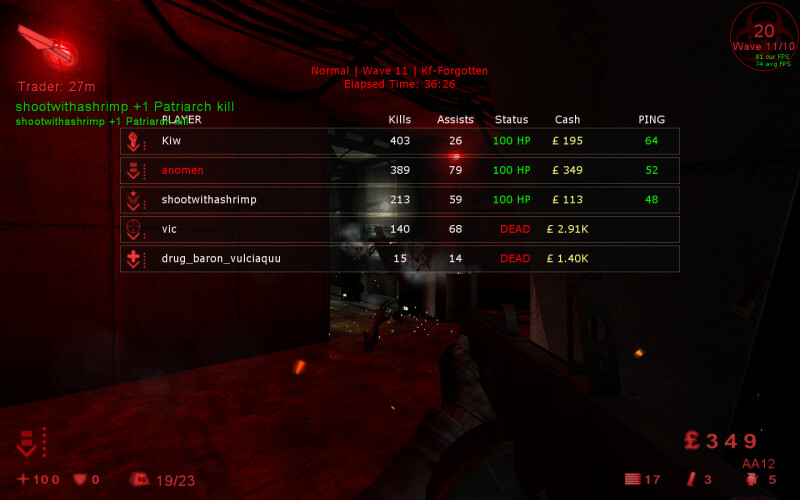 20
Wave 11/10
81 cur FPS
74 avg FPS
Normal | Wave 11 | Kf-Forgotten
Elapsed Time: 36:26
Trader: 27m
shootwithashrimp +1 Patriarch kill
shootwithashrimp +1 Patriarch kill
PLAYER Kills Assists Status Cash PING
Kiw 403 26 100 HP £ 195 64
anomen 389 79 100 HP £ 349 52
shootwithashrimp 213 59 100 HP £ 113 48
vic 140 68 DEAD £ 2.91K
drug_baron_vulciaquu 15 14 DEAD £ 1.40K
£349
AA12
100 0 19/23 17 3 5